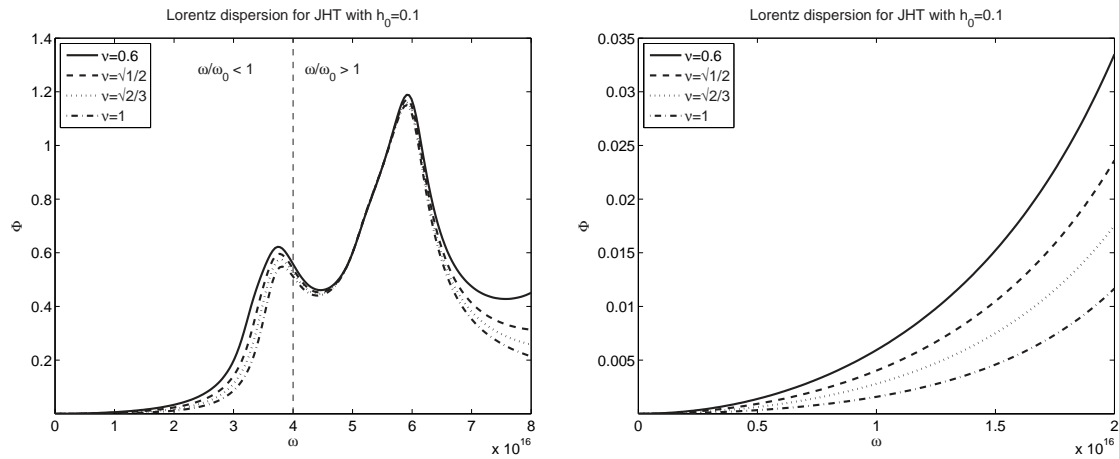 Lorentz dispersion for JHT with h₀=0.1
1.4
1.2
1
0.8
0.6
0.4
0.2
Φ
ν=0.6
ν=√1/2
ν=√2/3
ν=1
ω/ω₀ < 1
ω/ω₀ > 1
0 1 2 3 4 5 6 7 8
ω
x 10¹⁶
Lorentz dispersion for JHT with h₀=0.1
0.035
0.03
0.025
0.02
0.015
0.01
0.005
Φ
ν=0.6
ν=√1/2
ν=√2/3
ν=1
0 0.5 1 1.5 2
ω
x 10¹⁶